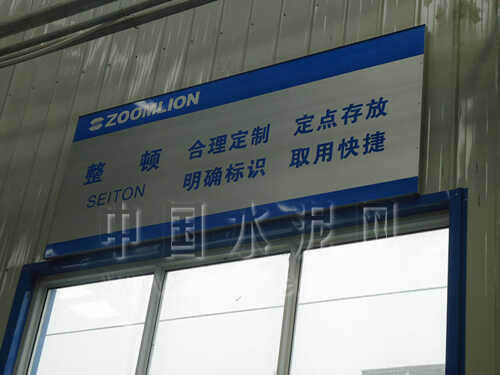 ZOOMLION
整 顿 合理定制 定点存放
SEITON 明确标识 取用快捷
中国水泥网